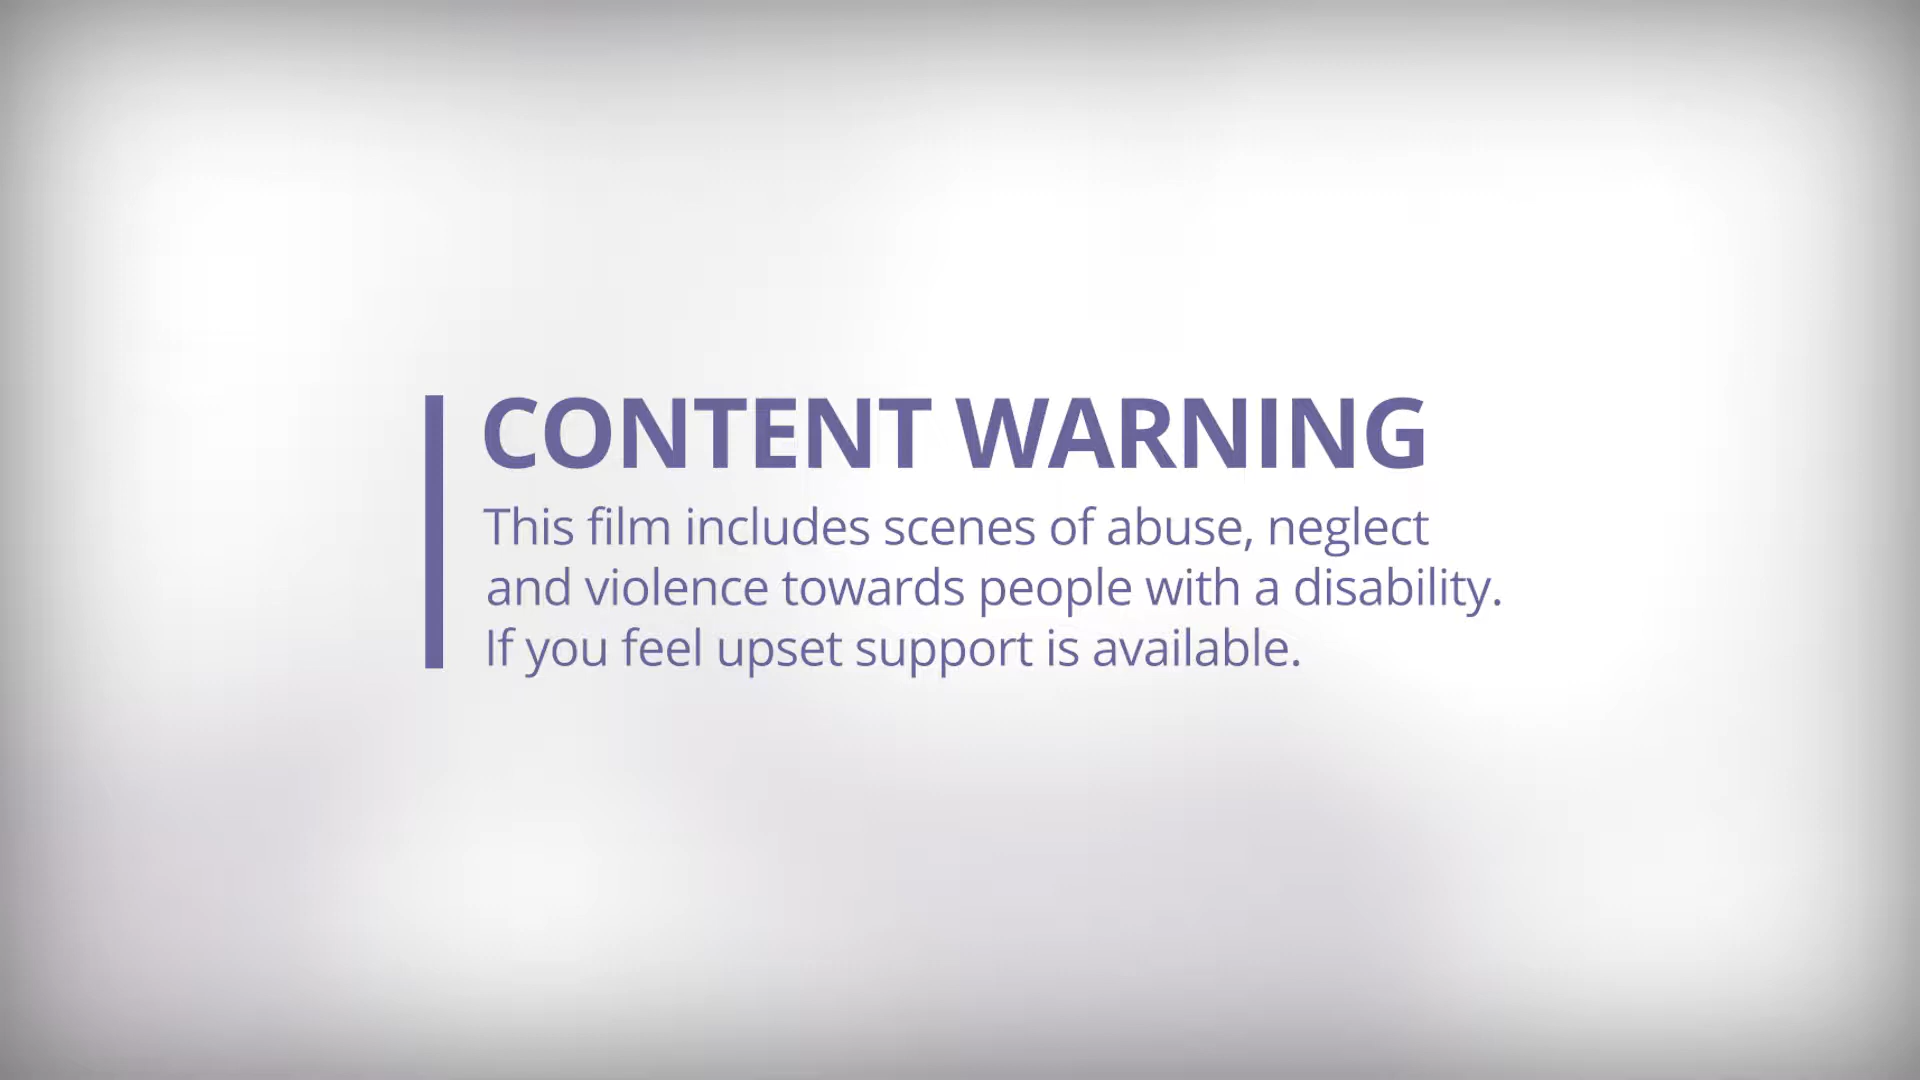 CONTENT WARNING
This film includes scenes of abuse, neglect
and violence towards people with a disability.
If you feel upset support is available.